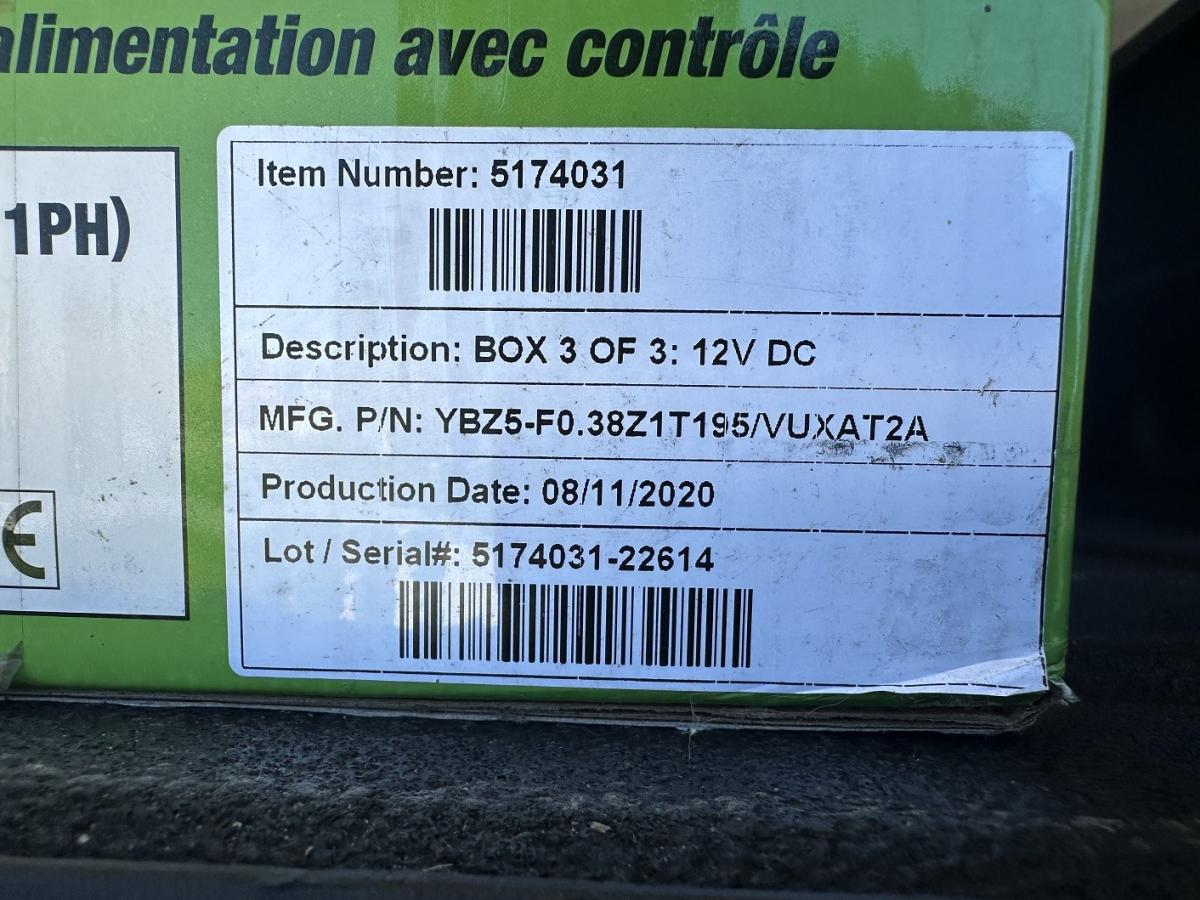 alimentation avec contrôle
1PH)
Item Number: 5174031
Description: BOX 3 OF 3: 12V DC
MFG. P/N: YBZ5-F0.38Z1T195/VUXAT2A
Production Date: 08/11/2020
Lot / Serial#: 5174031-22614
CE